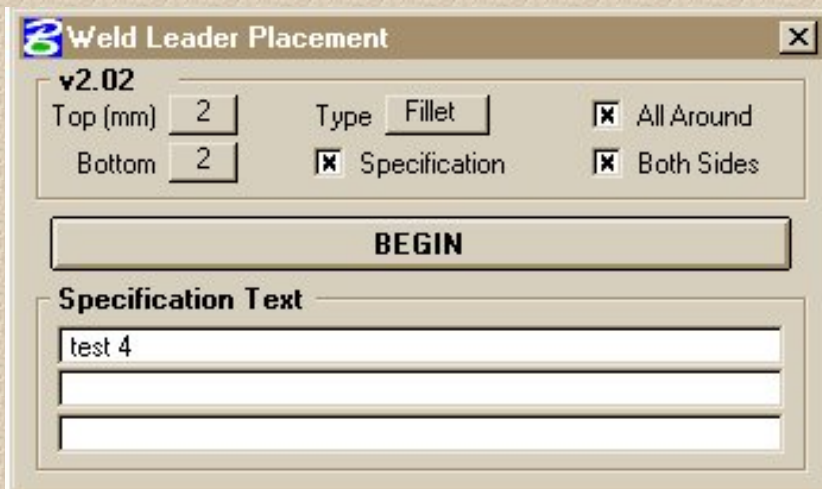 Weld Leader Placement
v2.02
Top (mm) 2 Type Fillet All Around
Bottom 2 Specification Both Sides
BEGIN
Specification Text
test 4